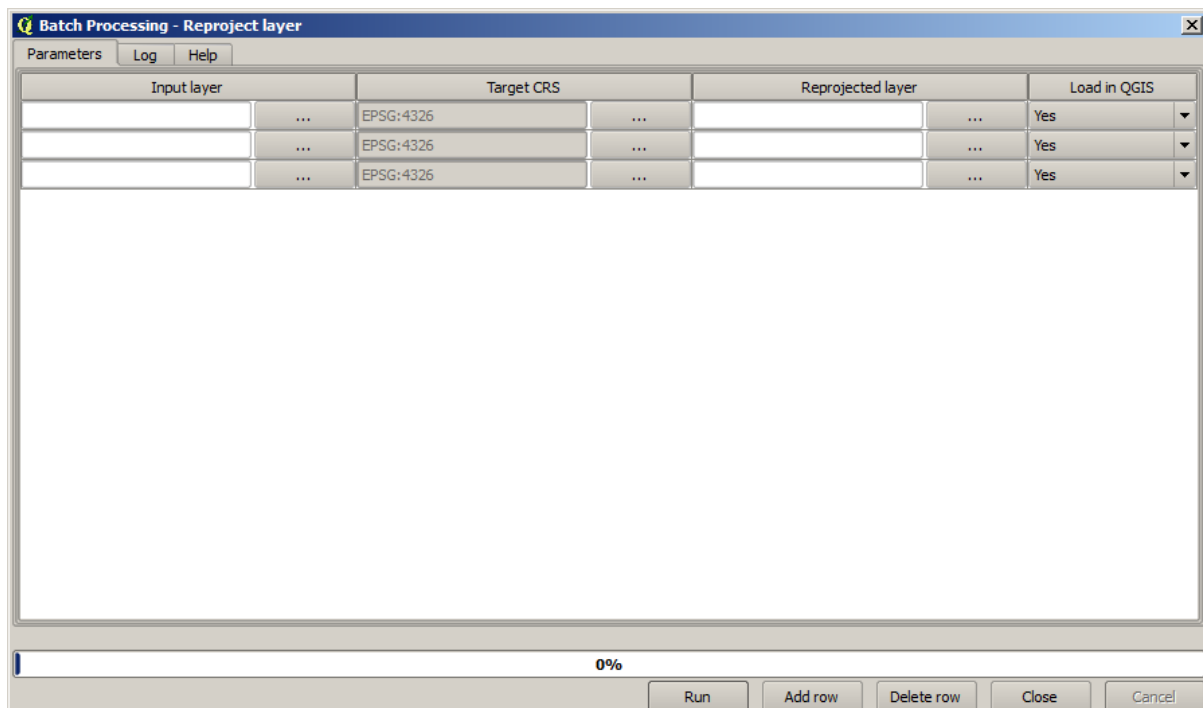 Batch Processing - Reproject layer
Parameters Log Help
Input layer Target CRS Reprojected layer Load in QGIS
... EPSG:4326 ... ... Yes
... EPSG:4326 ... ... Yes
... EPSG:4326 ... ... Yes
0%
Run Add row Delete row Close Cancel